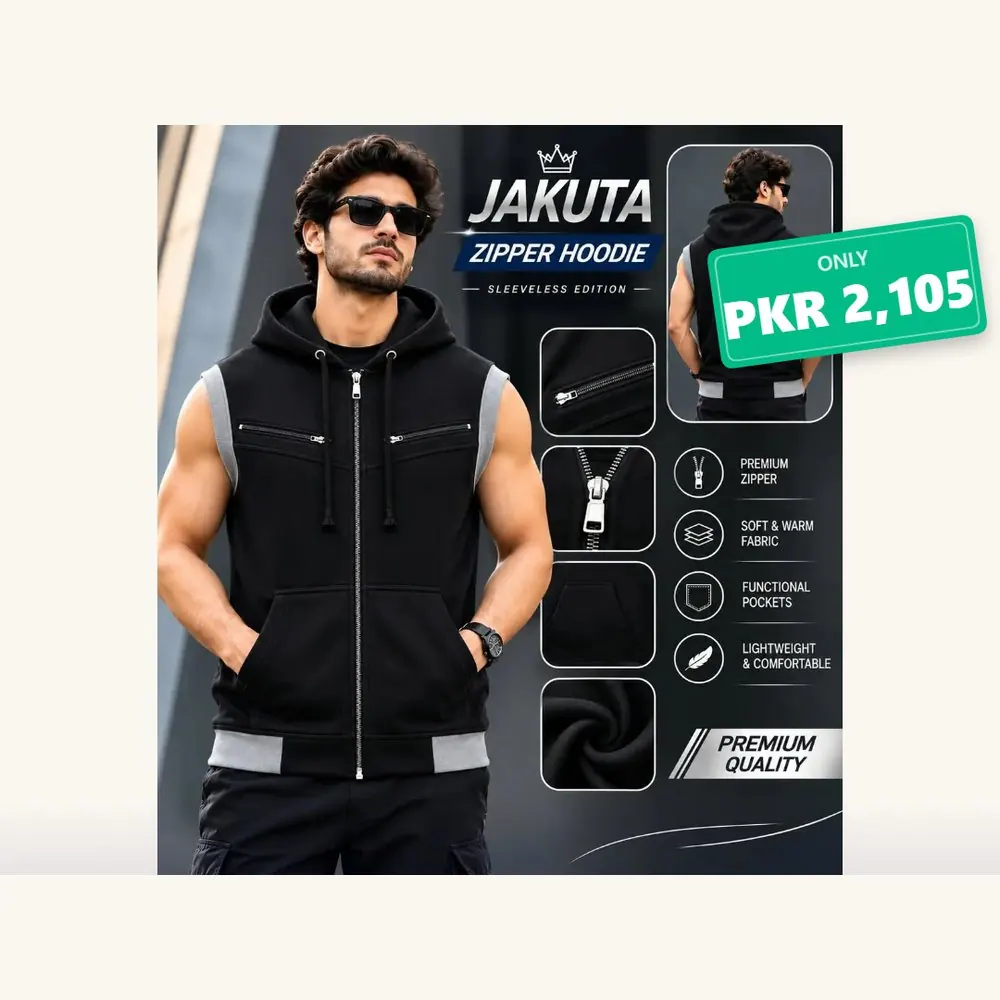 JAKUTA
ZIPPER HOODIE
SLEEVELESS EDITION
ONLY
PKR 2,105
PREMIUM
ZIPPER
SOFT & WARM
FABRIC
FUNCTIONAL
POCKETS
LIGHTWEIGHT
& COMFORTABLE
PREMIUM
QUALITY